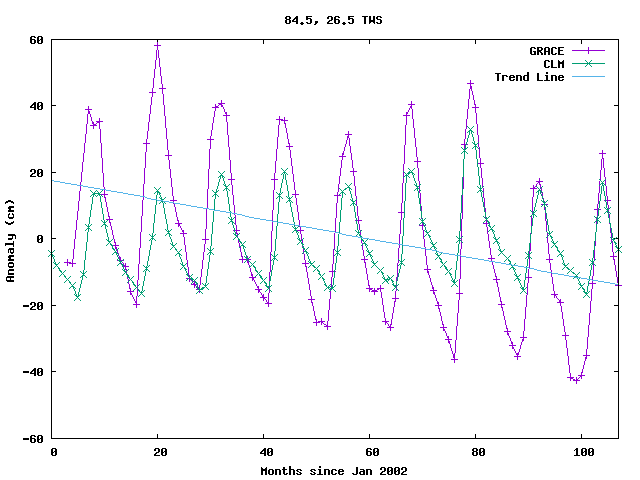 84.5, 26.5 TWS
GRACE
CLM
Trend Line
60
40
20
0
-20
-40
-60
Anomaly (cm)
0 20 40 60 80 100
Months since Jan 2002